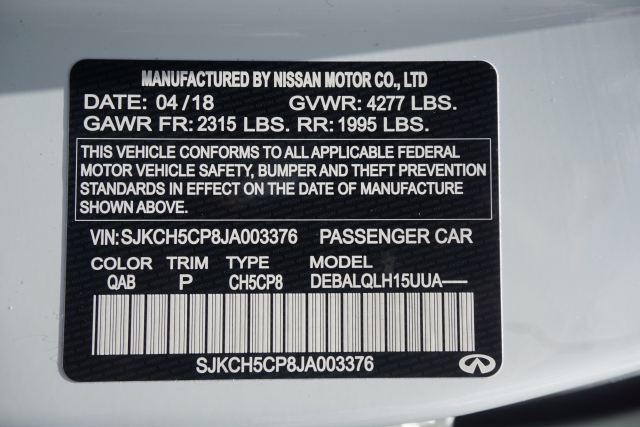 MANUFACTURED BY NISSAN MOTOR CO., LTD
DATE: 04/18 GVWR: 4277 LBS.
GAWR FR: 2315 LBS. RR: 1995 LBS.
THIS VEHICLE CONFORMS TO ALL APPLICABLE FEDERAL
MOTOR VEHICLE SAFETY, BUMPER AND THEFT PREVENTION
STANDARDS IN EFFECT ON THE DATE OF MANUFACTURE
SHOWN ABOVE.
VIN:SJKCH5CP8JA003376 PASSENGER CAR
COLOR TRIM TYPE MODEL
QAB P CH5CP8 DEBALQLH15UUA-----
SJKCH5CP8JA003376